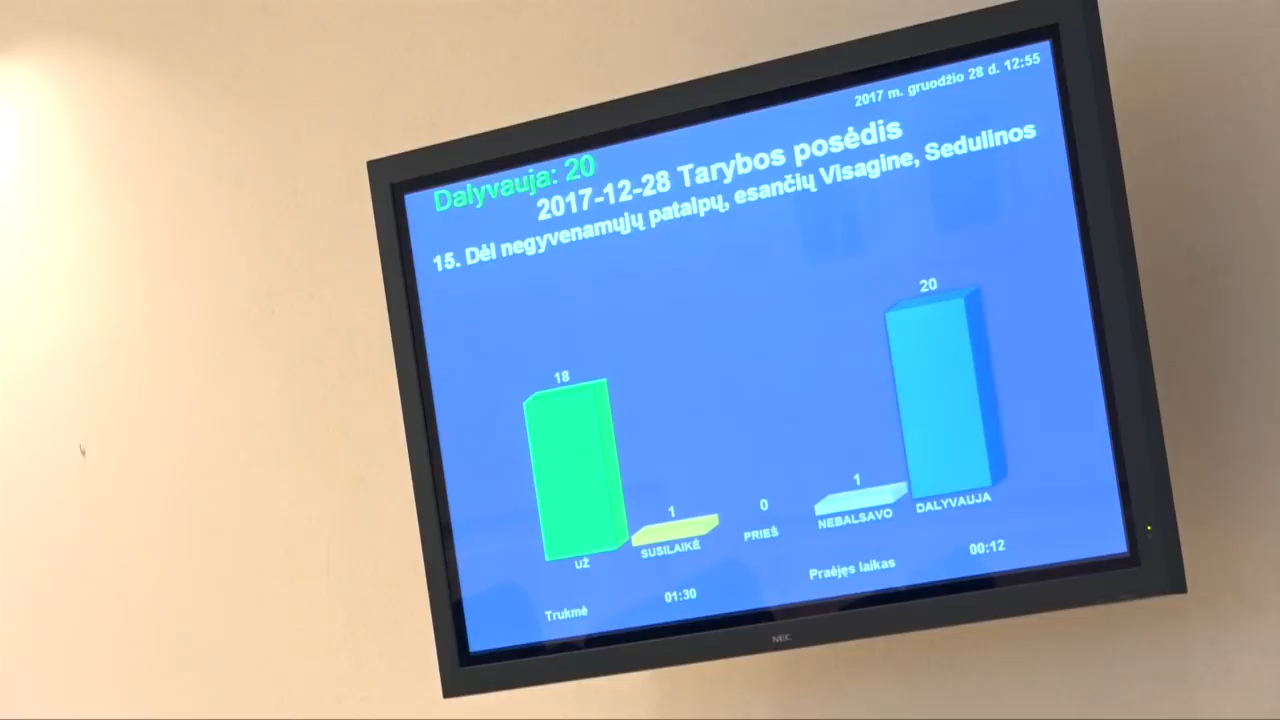 2017 m. gruodžio 28 d. 12:55
Dalyvauja: 20
2017-12-28 Tarybos posėdis
15. Dėl negyvenamųjų patalpų, esančių Visagine, Sedulinos
18
1
0
1
20
UŽ
SUSILAIKĖ
PRIEŠ
NEBALSAVO
DALYVAUJA
Trukmė
01:30
Praėjęs laikas
00:12
NEC